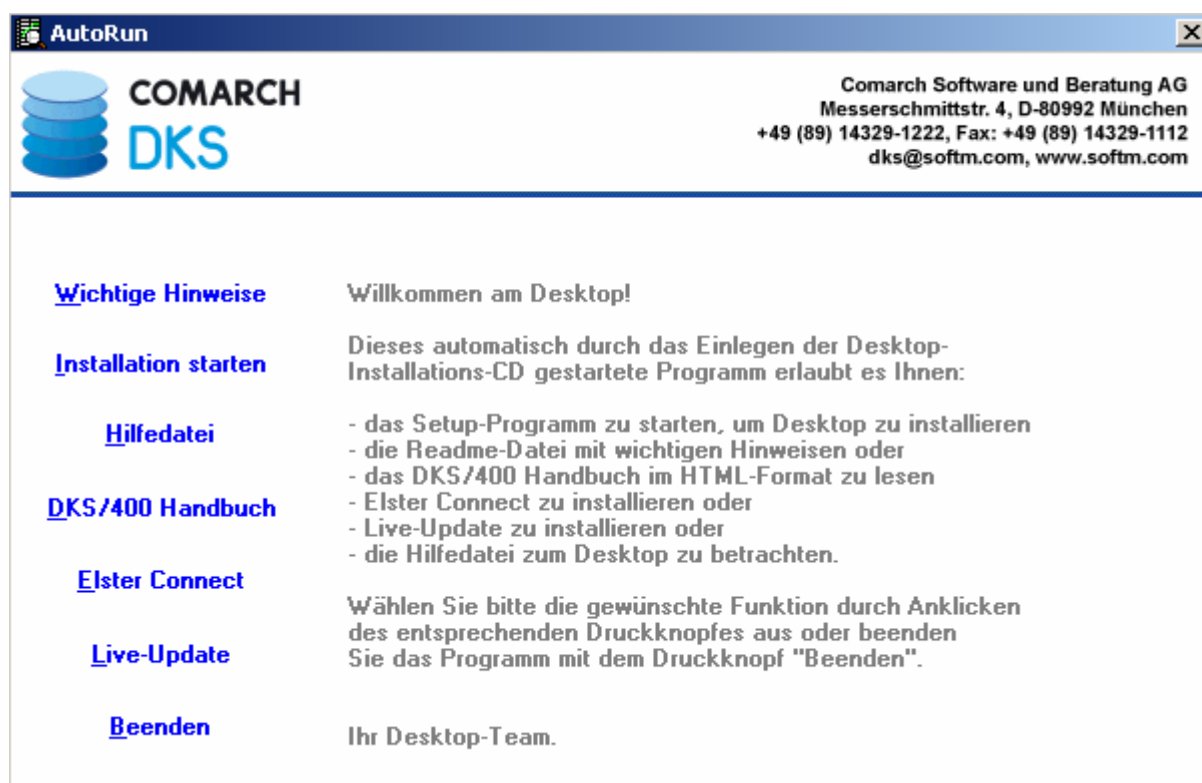 AutoRun
COMARCH
DKS
Comarch Software und Beratung AG
Messerschmittstr. 4, D-80992 München
+49 (89) 14329-1222, Fax: +49 (89) 14329-1112
dks@softm.com, www.softm.com
Wichtige Hinweise
Installation starten
Hilfedatei
DKS/400 Handbuch
Elster Connect
Live-Update
Beenden
Willkommen am Desktop!
Dieses automatisch durch das Einlegen der Desktop-
Installations-CD gestartete Programm erlaubt es Ihnen:
- das Setup-Programm zu starten, um Desktop zu installieren
- die Readme-Datei mit wichtigen Hinweisen oder
- das DKS/400 Handbuch im HTML-Format zu lesen
- Elster Connect zu installieren oder
- Live-Update zu installieren oder
- die Hilfedatei zum Desktop zu betrachten.
Wählen Sie bitte die gewünschte Funktion durch Anklicken
des entsprechenden Druckknopfes aus oder beenden
Sie das Programm mit dem Druckknopf "Beenden".
Ihr Desktop-Team.